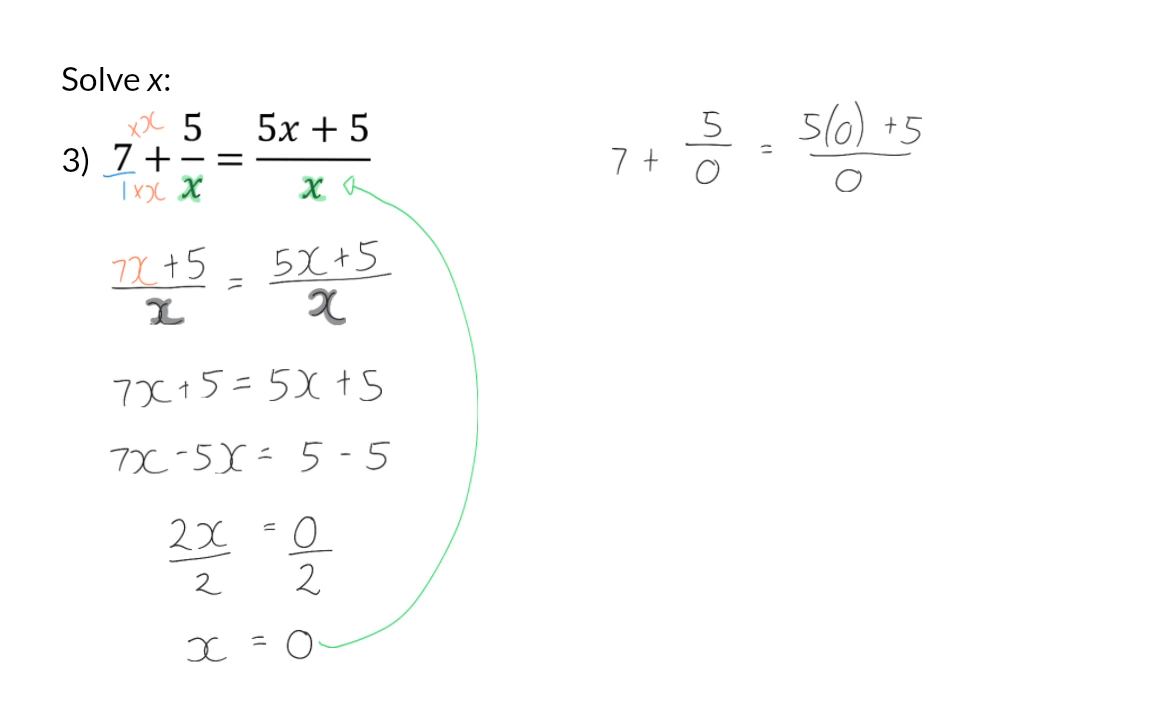 Solve x:
3) 7 + 5/x = (5x + 5)/x
×x
1 ×x
(7x + 5)/x = (5x + 5)/x
7x + 5 = 5x + 5
7x - 5x = 5 - 5
2x/2 = 0/2
x = 0
7 + 5/0 = (5(0) + 5)/0